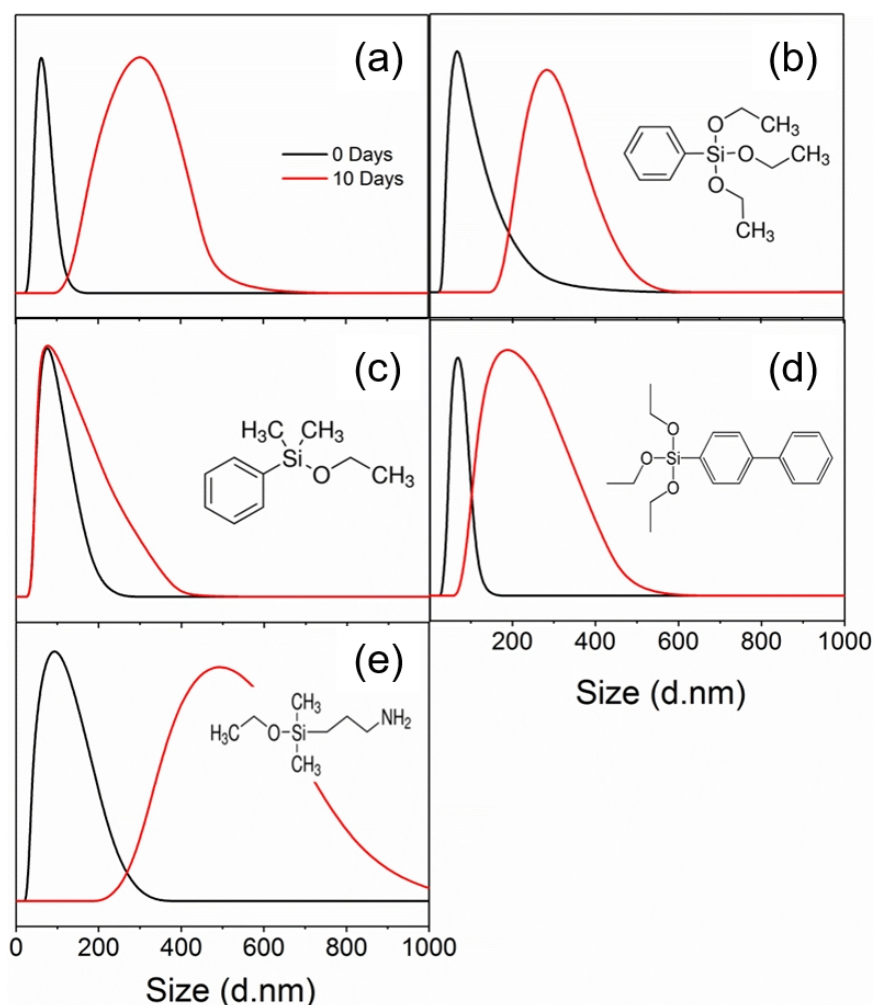 (a)
0 Days
10 Days
(b)
O CH₃
Si–O CH₃
O
CH₃
(c)
H₃C CH₃
Si
O CH₃
(d)
O
O Si
O
200 400 600 800 1000
Size (d.nm)
(e)
CH₃ NH₂
H₃C O–Si
CH₃
0 200 400 600 800 1000
Size (d.nm)